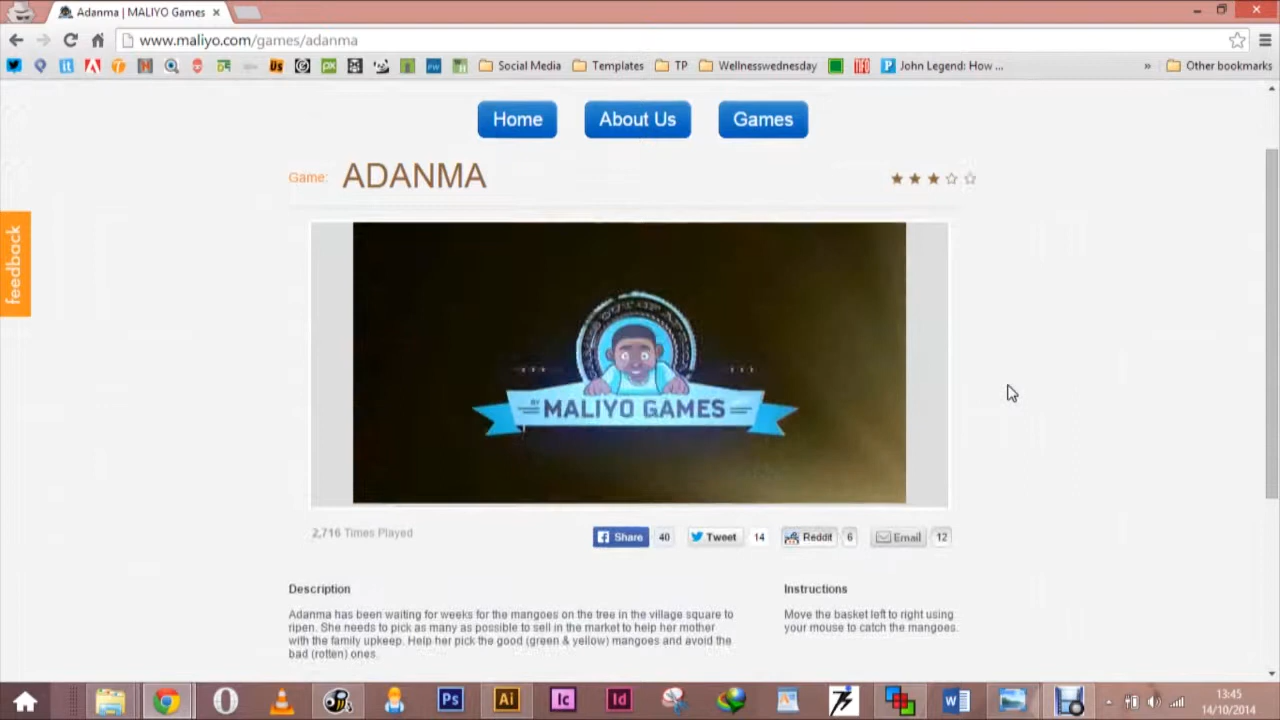 Adanma | MALIYO Games
www.maliyo.com/games/adanma
Social Media Templates TP Wellnesswednesday John Legend: How ... » Other bookmarks
Home About Us Games
Game: ADANMA
feedback
BY MALIYO GAMES
2,716 Times Played
Share 40 Tweet 14 Reddit 6 Email 12
Description
Adanma has been waiting for weeks for the mangoes on the tree in the village square to
ripen. She needs to pick as many as possible to sell in the market to help her mother
with the family upkeep. Help her pick the good (green & yellow) mangoes and avoid the
bad (rotten) ones.
Instructions
Move the basket left to right using
your mouse to catch the mangoes.
Ps Ai Ic Id
13:45
14/10/2014